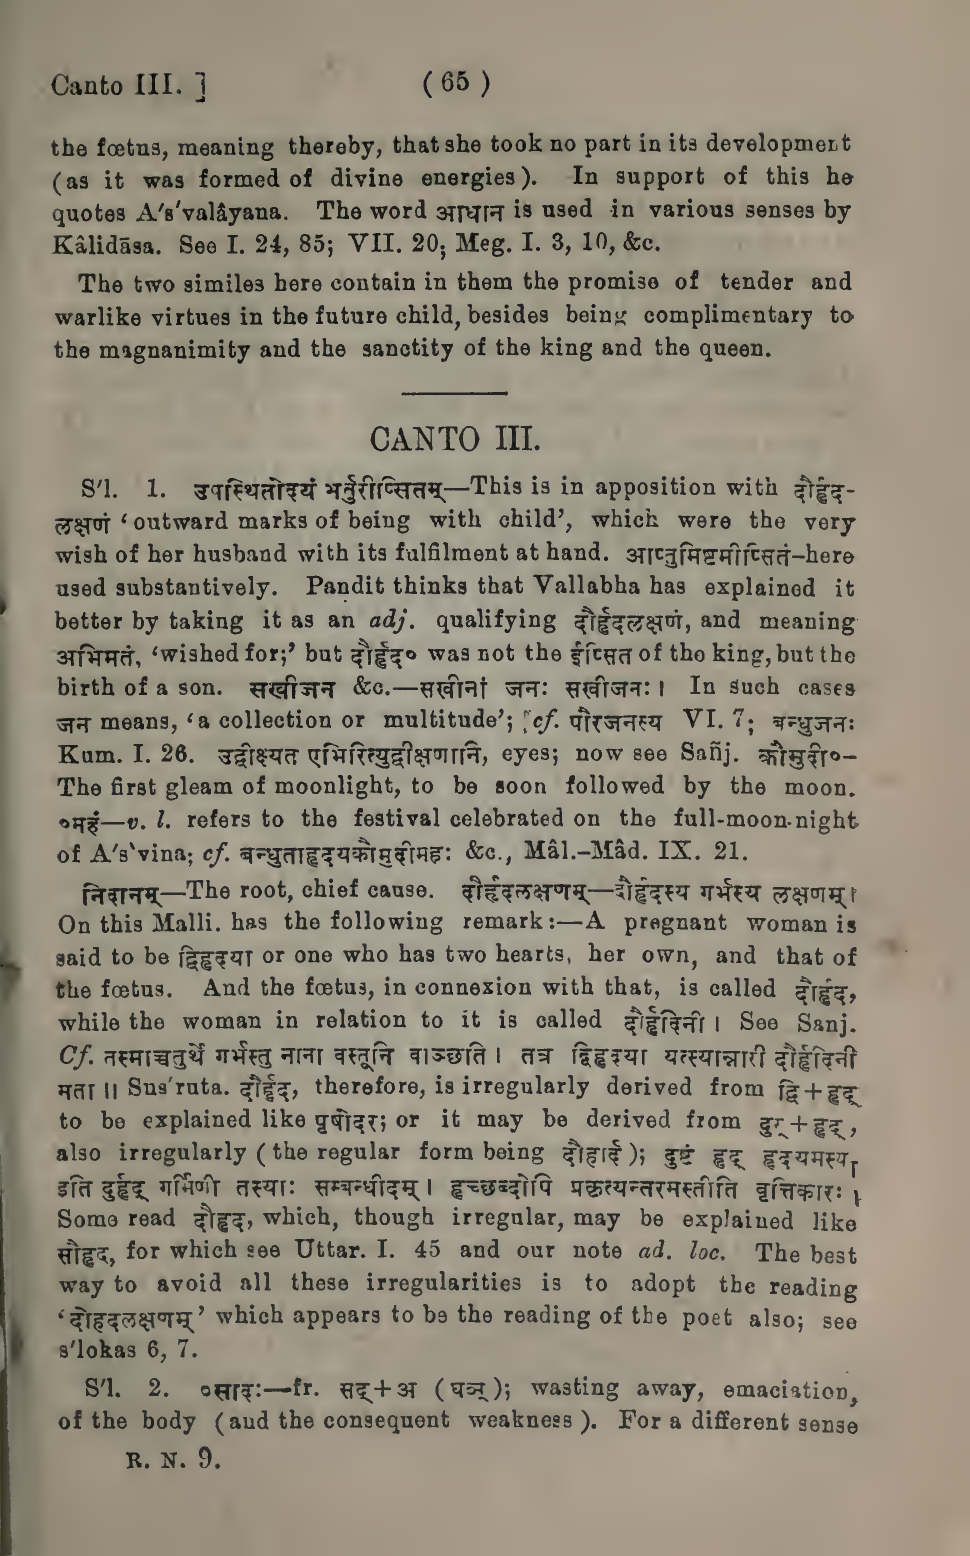 Canto III. ] ( 65 )
the fœtus, meaning thereby, that she took no part in its development
(as it was formed of divine energies). In support of this he
quotes A's'valâyana. The word आधान is used in various senses by
Kâlidāsa. See I. 24, 85; VII. 20; Meg. I. 3, 10, &c.
The two similes here contain in them the promise of tender and
warlike virtues in the future child, besides being complimentary to
the magnanimity and the sanctity of the king and the queen.
CANTO III.
S'l. 1. उपस्थितोदयं भर्तुरीप्सितम्—This is in apposition with दौर्हृद-
लक्षणं ‘outward marks of being with child’, which were the very
wish of her husband with its fulfilment at hand. आप्तुमिष्टमीप्सितं–here
used substantively. Pandit thinks that Vallabha has explained it
better by taking it as an adj. qualifying दौर्हृदलक्षणं, and meaning
अभिमतं, ‘wished for;’ but दौर्हृद० was not the ईप्सित of the king, but the
birth of a son. सखीजन &c.—सखीनां जनः सखीजनः। In such cases
जन means, ‘a collection or multitude’; cf. पौरजनस्य VI. 7; बन्धुजनः
Kum. I. 26. उद्वीक्ष्यत एभिरित्युद्वीक्षणानि, eyes; now see Sañj. कौमुदी०–
The first gleam of moonlight, to be soon followed by the moon.
०महं—v. l. refers to the festival celebrated on the full-moon-night
of A's'vina; cf. बन्धुताहृदयकौमुदीमहः &c., Mâl.–Mâd. IX. 21.
निदानम्—The root, chief cause. दौर्हृदलक्षणम्—दौर्हृदस्य गर्भस्य लक्षणम्।
On this Malli. has the following remark:—A pregnant woman is
said to be द्विहृदया or one who has two hearts, her own, and that of
the fœtus. And the fœtus, in connexion with that, is called दौर्हृद,
while the woman in relation to it is called दौर्हृदिनी। See Sanj.
Cf. तस्माच्चतुर्थे गर्भस्तु नाना वस्तूनि वाञ्छति। तत्र द्विहृदया यत्स्यान्नारी दौर्हृदिनी
मता॥ Sus'ruta. दौर्हृद, therefore, is irregularly derived from द्वि+हृद्
to be explained like पृषोदर; or it may be derived from दुर्+हृद्,
also irregularly (the regular form being दौहार्द); दुष्टं हृद् हृदयमस्या
इति दुर्हृद् गर्भिणी तस्याः सम्बन्धीदम्। हृच्छब्दोपि प्रकृत्यन्तरमस्तीति वृत्तिकारः।
Some read दौहृद, which, though irregular, may be explained like
सौहृद, for which see Uttar. I. 45 and our note ad. loc. The best
way to avoid all these irregularities is to adopt the reading
‘दोहदलक्षणम्’ which appears to be the reading of the poet also; see
s'lokas 6, 7.
S'l. 2. ०सादः—fr. सद्+अ (घञ्); wasting away, emaciation,
of the body (and the consequent weakness). For a different sense
R. N. 9.